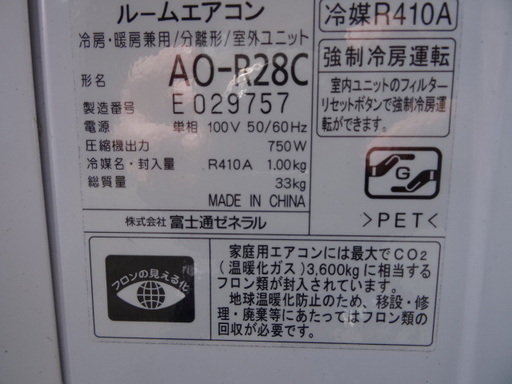 ルームエアコン
冷房・暖房兼用/分離形/室外ユニット
形名 AO-R28C
製造番号 E029757
電源 単相 100V 50/60Hz
圧縮機出力 750W
冷媒名・封入量 R410A 1.00kg
総質量 33kg
MADE IN CHINA
株式会社 富士通ゼネラル
冷媒R410A
強制冷房運転
室内ユニットのフィルター
リセットボタンで強制冷房運
転ができます。
G
>PET<
フロンの見える化
家庭用エアコンには最大でCO2
(温暖化ガス)3,600kgに相当する
フロン類が封入されています。
地球温暖化防止のため、移設・修
理・廃棄等にあたってはフロン類の
回収が必要です。